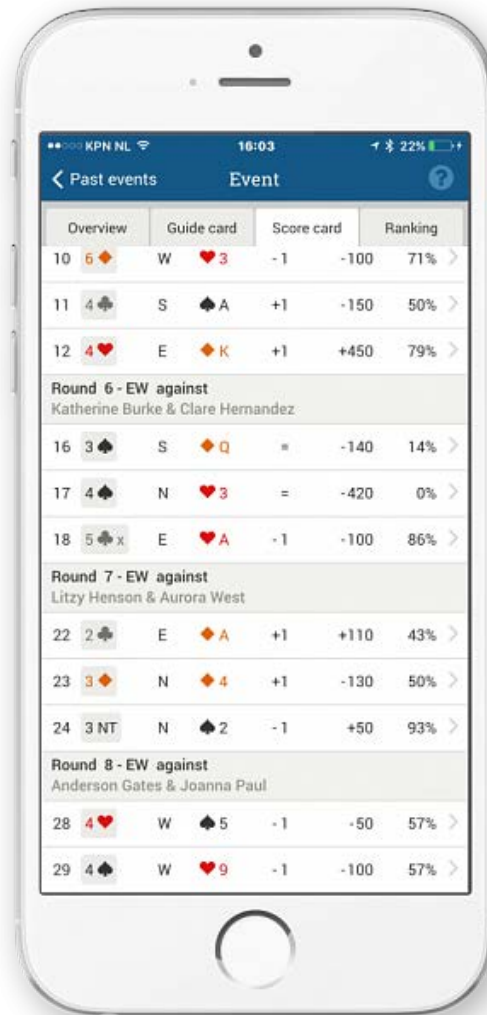 KPN NL 16:03 22%
Past events Event ?
Overview Guide card Score card Ranking
10 6♦ W ♥3 -1 -100 71%
11 4♣ S ♠A +1 -150 50%
12 4♥ E ♦K +1 +450 79%
Round 6 - EW against
Katherine Burke & Clare Hernandez
16 3♠ S ♦Q = -140 14%
17 4♠ N ♥3 = -420 0%
18 5♣x E ♥A -1 -100 86%
Round 7 - EW against
Litzy Henson & Aurora West
22 2♣ E ♦A +1 +110 43%
23 3♦ N ♦4 +1 -130 50%
24 3 NT N ♠2 -1 +50 93%
Round 8 - EW against
Anderson Gates & Joanna Paul
28 4♥ W ♠5 -1 -50 57%
29 4♠ W ♥9 -1 -100 57%